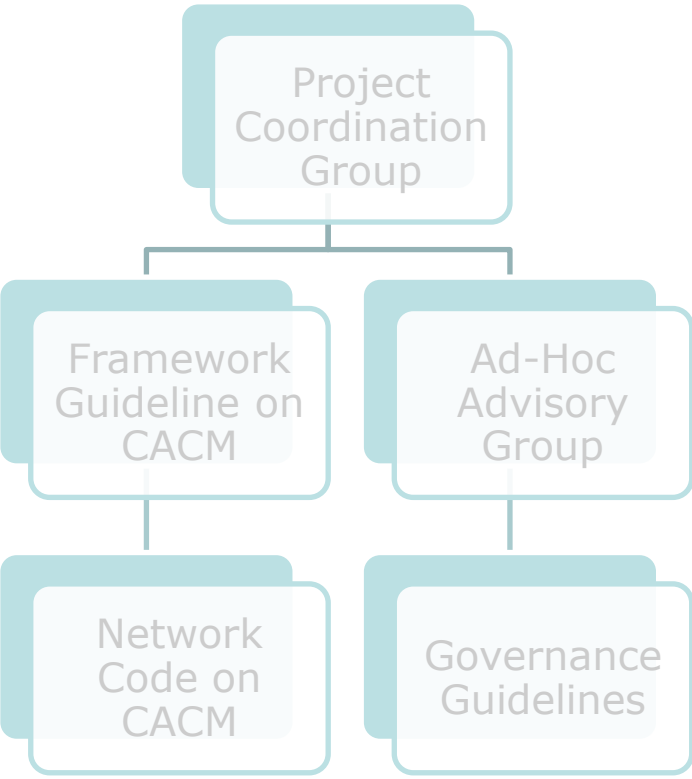 Project
Coordination
Group
Framework
Guideline on
CACM
Ad-Hoc
Advisory
Group
Network
Code on
CACM
Governance
Guidelines